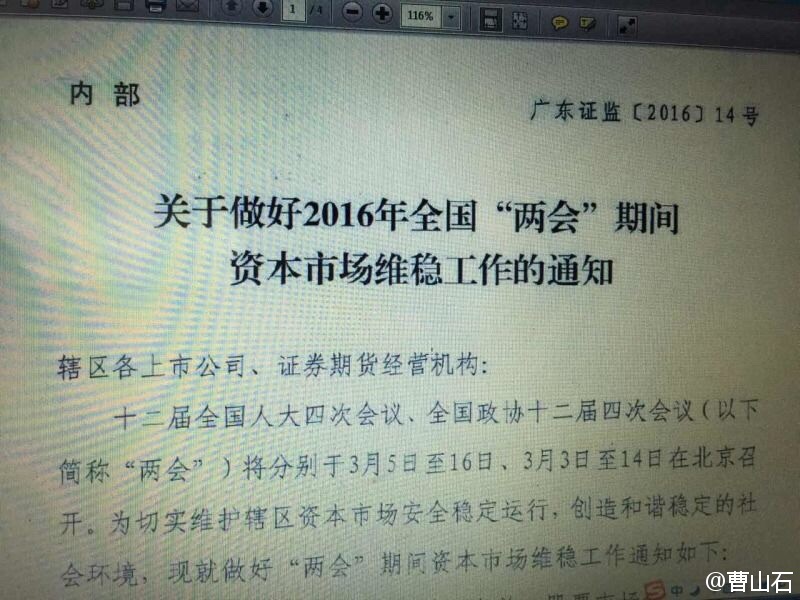 1 / 4
116%
内 部
广东证监〔2016〕14号
关于做好2016年全国“两会”期间
资本市场维稳工作的通知
辖区各上市公司、证券期货经营机构：
十二届全国人大四次会议、全国政协十二届四次会议（以下
简称“两会”）将分别于3月5日至16日、3月3日至14日在北京召
开。为切实维护辖区资本市场安全稳定运行，创造和谐稳定的社
会环境，现就做好“两会”期间资本市场维稳工作通知如下：
股票市场
中
@曹山石